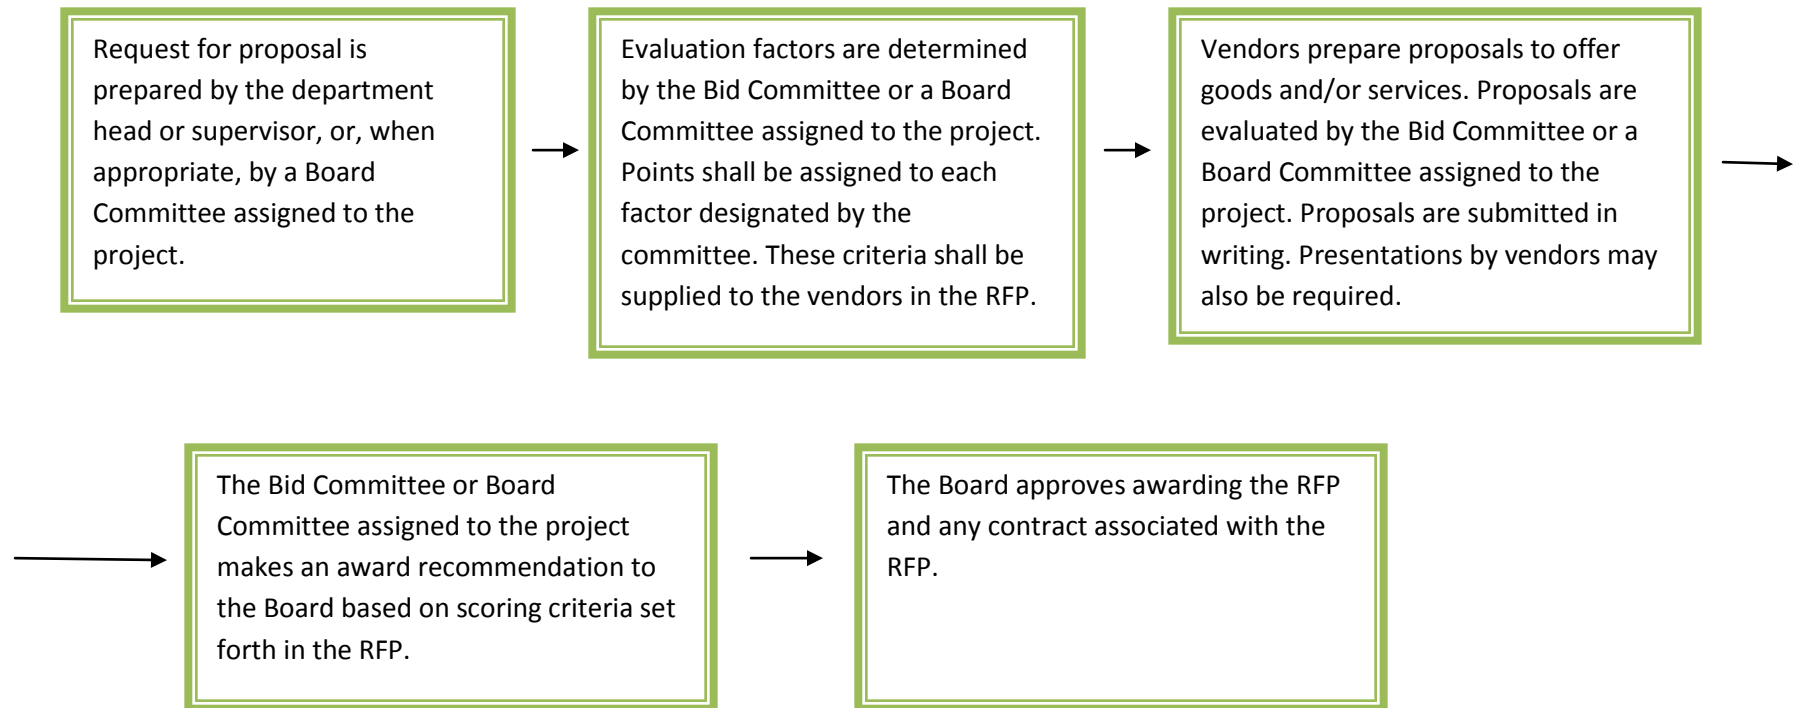 Request for proposal is
prepared by the department
head or supervisor, or, when
appropriate, by a Board
Committee assigned to the
project.
Evaluation factors are determined
by the Bid Committee or a Board
Committee assigned to the project.
Points shall be assigned to each
factor designated by the
committee. These criteria shall be
supplied to the vendors in the RFP.
Vendors prepare proposals to offer
goods and/or services. Proposals are
evaluated by the Bid Committee or a
Board Committee assigned to the
project. Proposals are submitted in
writing. Presentations by vendors may
also be required.
The Bid Committee or Board
Committee assigned to the project
makes an award recommendation to
the Board based on scoring criteria set
forth in the RFP.
The Board approves awarding the RFP
and any contract associated with the
RFP.